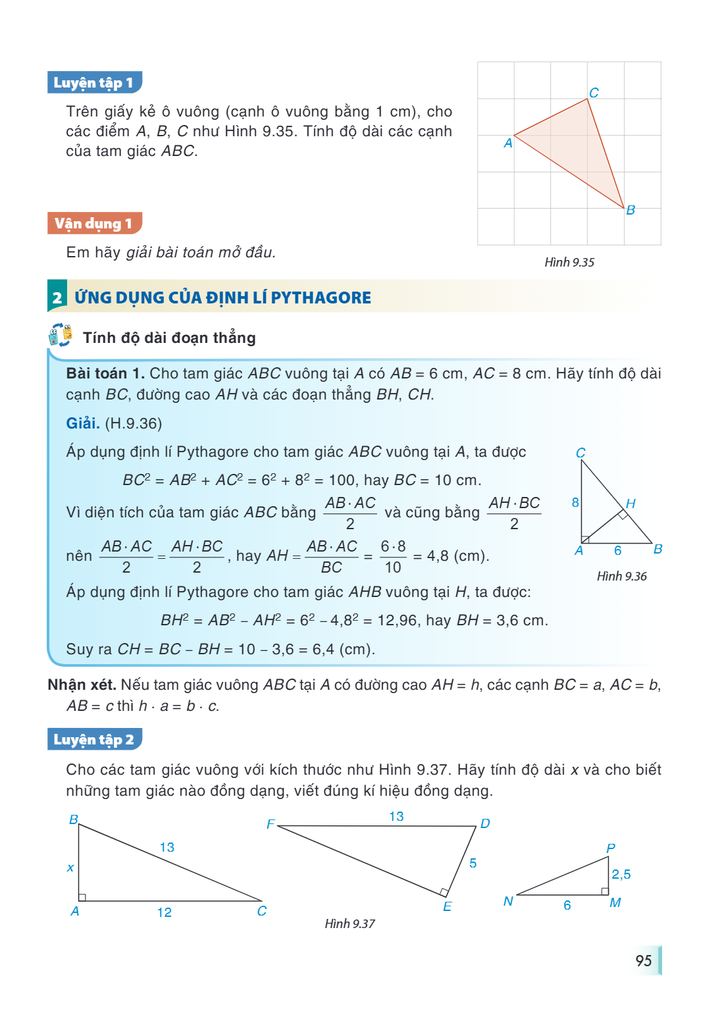 Luyện tập 1
Trên giấy kẻ ô vuông (cạnh ô vuông bằng 1 cm), cho
các điểm A, B, C như Hình 9.35. Tính độ dài các cạnh
của tam giác ABC.
C
A
B
Hình 9.35
Vận dụng 1
Em hãy giải bài toán mở đầu.
2 ỨNG DỤNG CỦA ĐỊNH LÍ PYTHAGORE
Tính độ dài đoạn thẳng
Bài toán 1. Cho tam giác ABC vuông tại A có AB = 6 cm, AC = 8 cm. Hãy tính độ dài
cạnh BC, đường cao AH và các đoạn thẳng BH, CH.
Giải. (H.9.36)
Áp dụng định lí Pythagore cho tam giác ABC vuông tại A, ta được
BC² = AB² + AC² = 6² + 8² = 100, hay BC = 10 cm.
Vì diện tích của tam giác ABC bằng AB · AC / 2 và cũng bằng AH · BC / 2
nên AB · AC / 2 = AH · BC / 2, hay AH = AB · AC / BC = 6 · 8 / 10 = 4,8 (cm).
C
8
H
A
6
B
Hình 9.36
Áp dụng định lí Pythagore cho tam giác AHB vuông tại H, ta được:
BH² = AB² – AH² = 6² – 4,8² = 12,96, hay BH = 3,6 cm.
Suy ra CH = BC – BH = 10 – 3,6 = 6,4 (cm).
Nhận xét. Nếu tam giác vuông ABC tại A có đường cao AH = h, các cạnh BC = a, AC = b,
AB = c thì h · a = b · c.
Luyện tập 2
Cho các tam giác vuông với kích thước như Hình 9.37. Hãy tính độ dài x và cho biết
những tam giác nào đồng dạng, viết đúng kí hiệu đồng dạng.
B
13
x
A
12
C
F
13
D
5
E
P
2,5
N
6
M
Hình 9.37
95